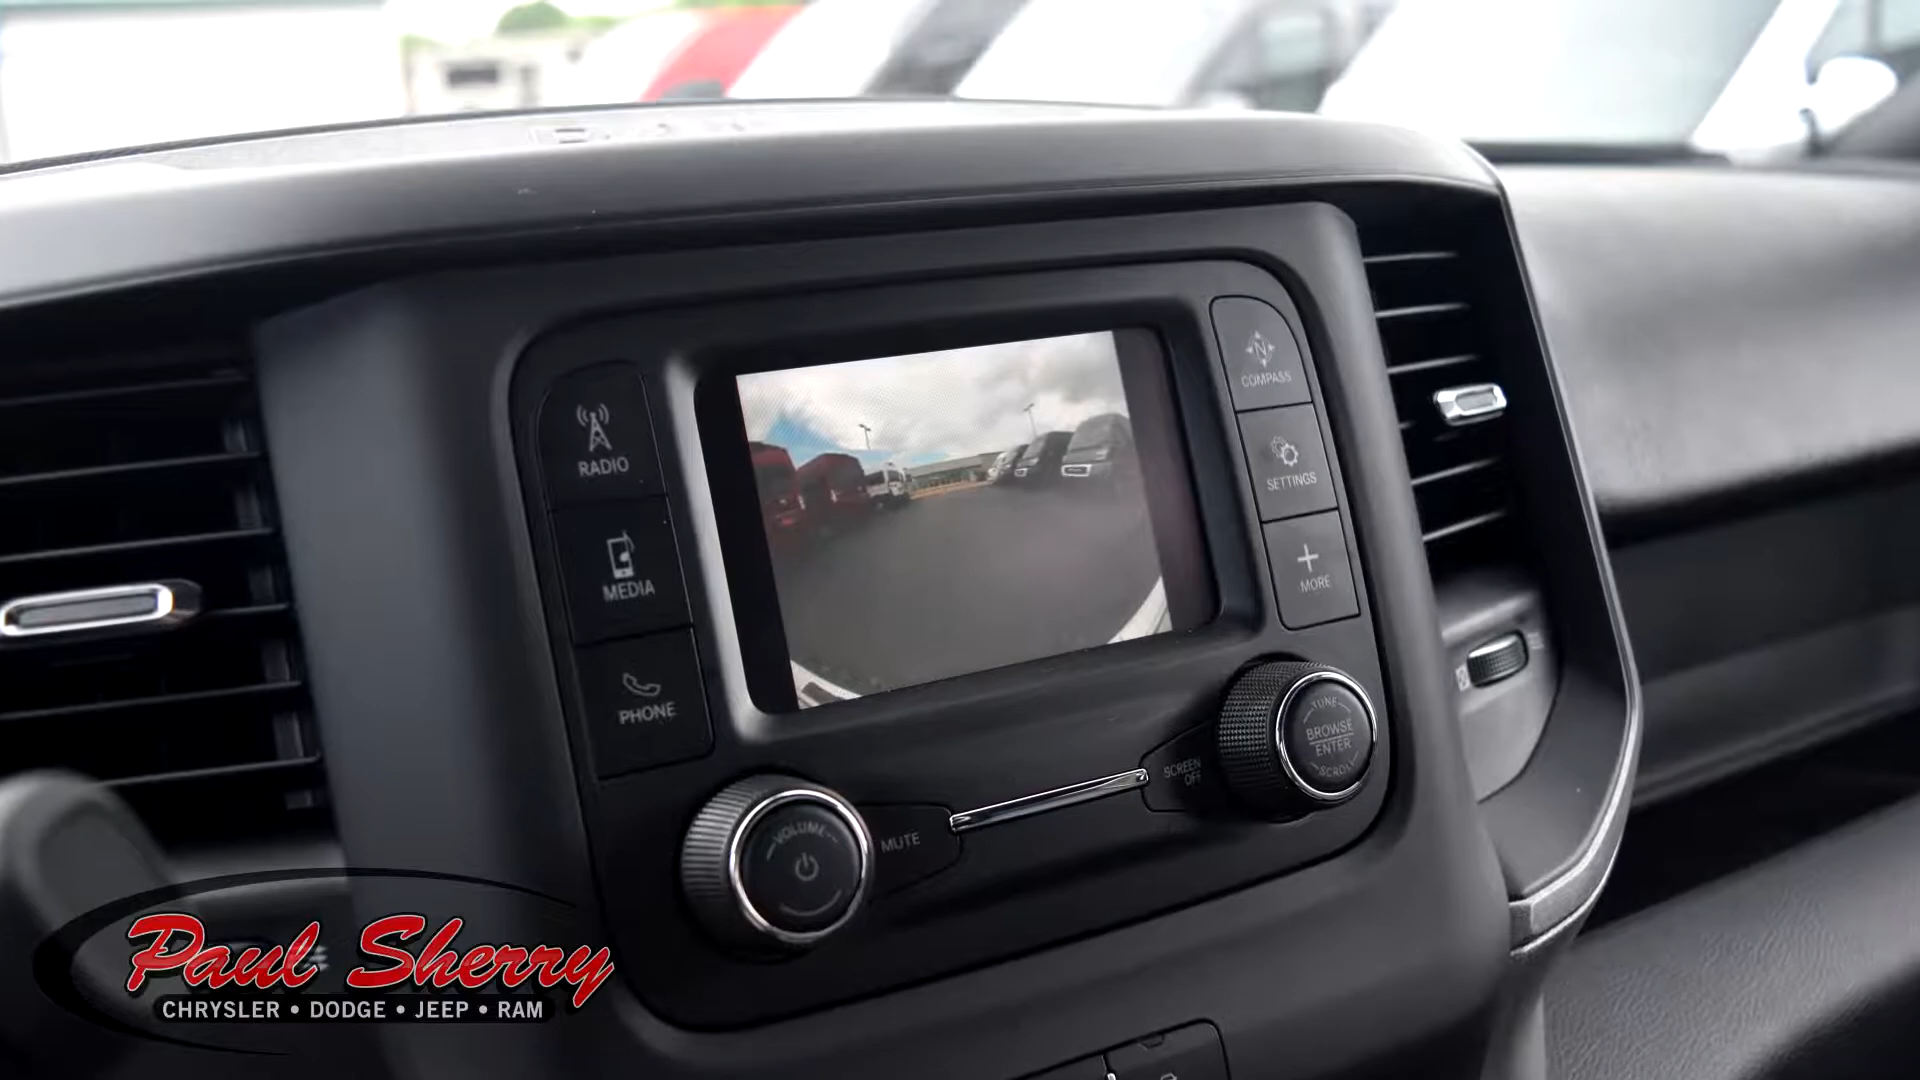 RADIO
MEDIA
PHONE
N
COMPASS
SETTINGS
+
MORE
VOLUME
MUTE
SCREEN
OFF
TUNE
BROWSE
ENTER
SCROLL
Paul Sherry
CHRYSLER • DODGE • JEEP • RAM